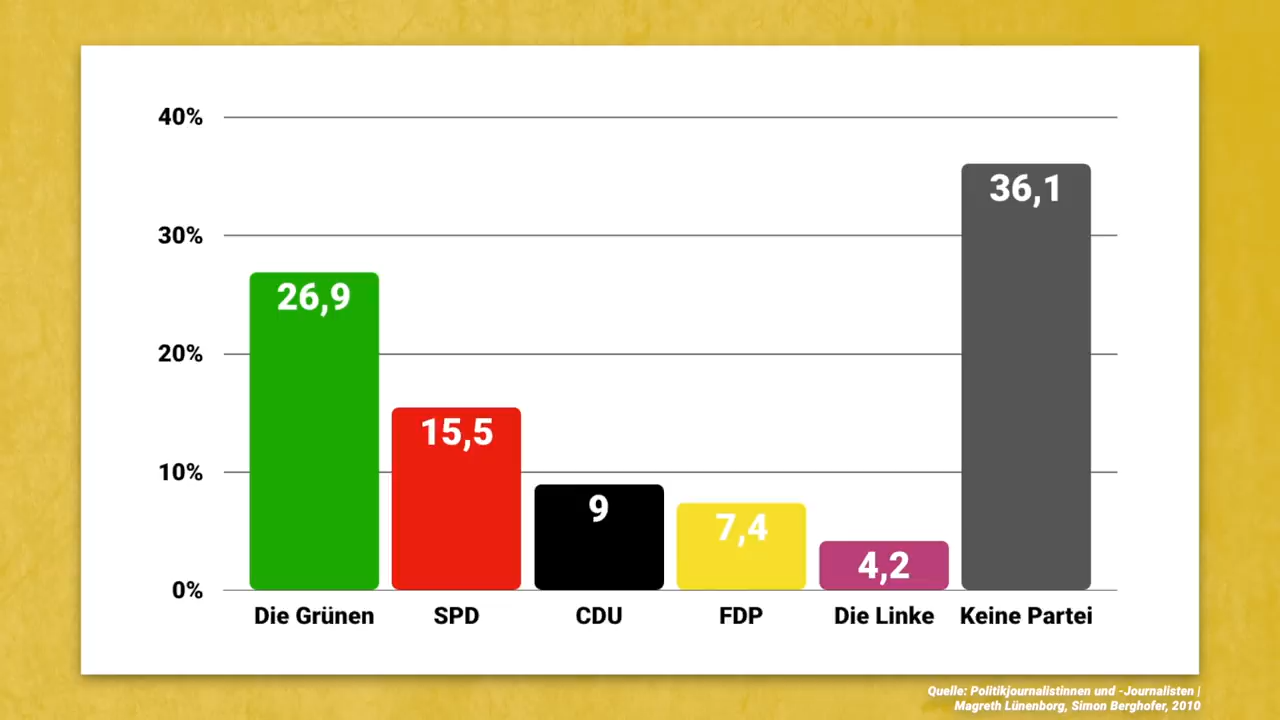 40%
30%
20%
10%
0%
26,9
15,5
9
7,4
4,2
36,1
Die Grünen
SPD
CDU
FDP
Die Linke
Keine Partei
Quelle: Politikjournalistinnen und -Journalisten |
Magreth Lünenborg, Simon Berghofer, 2010